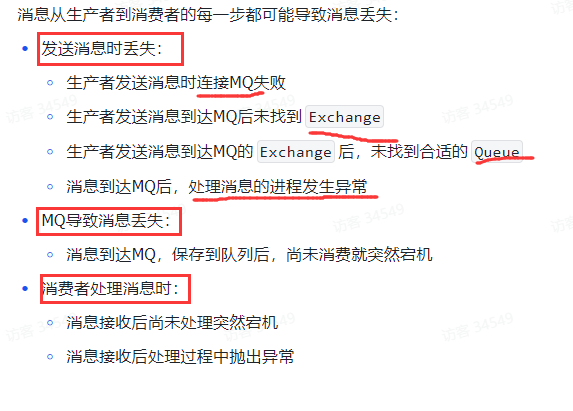 消息从生产者到消费者的每一步都可能导致消息丢失：
发送消息时丢失：
生产者发送消息时连接MQ失败
生产者发送消息到达MQ后未找到 Exchange
生产者发送消息到达MQ的 Exchange 后，未找到合适的 Queue
消息到达MQ后，处理消息的进程发生异常
MQ导致消息丢失：
消息到达MQ，保存到队列后，尚未消费就突然宕机
消费者处理消息时：
消息接收后尚未处理突然宕机
消息接收后处理过程中抛出异常
访客 34549